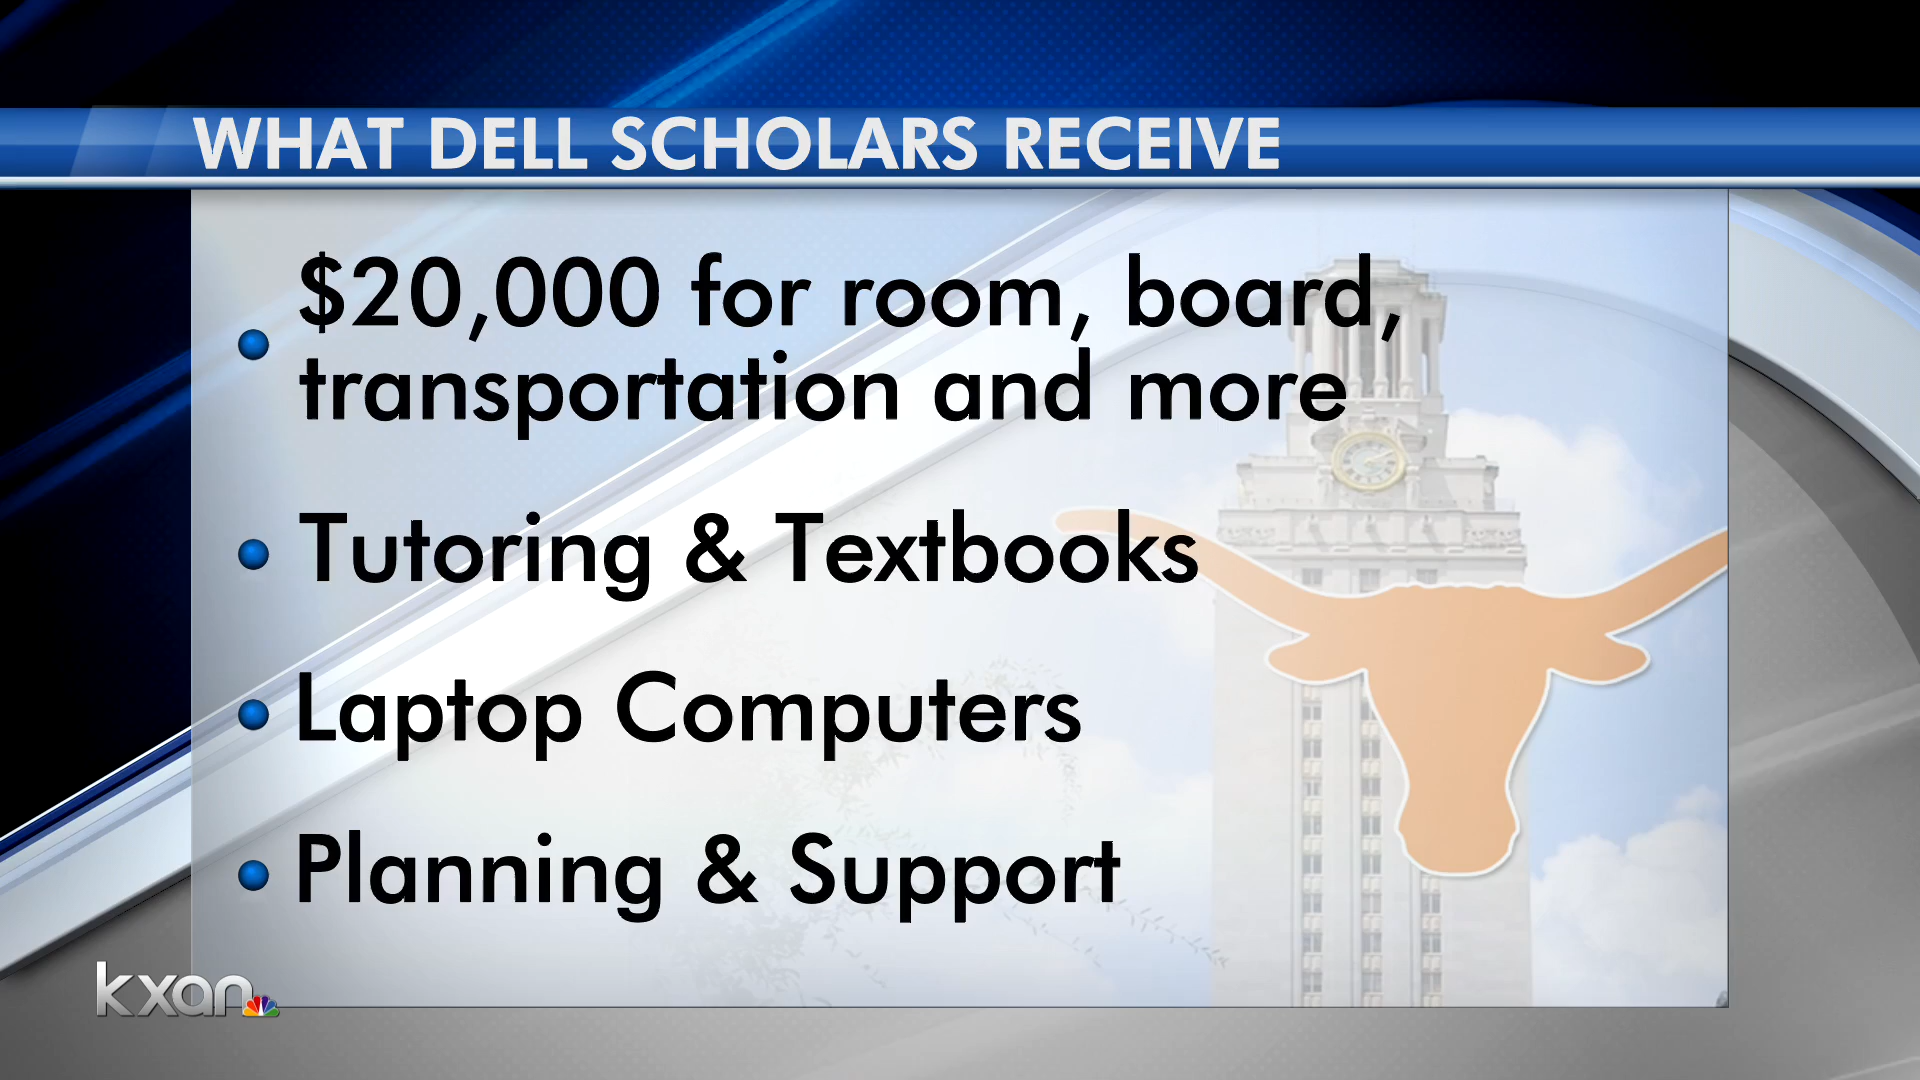 WHAT DELL SCHOLARS RECEIVE
$20,000 for room, board,
transportation and more
Tutoring & Textbooks
Laptop Computers
Planning & Support
kxan